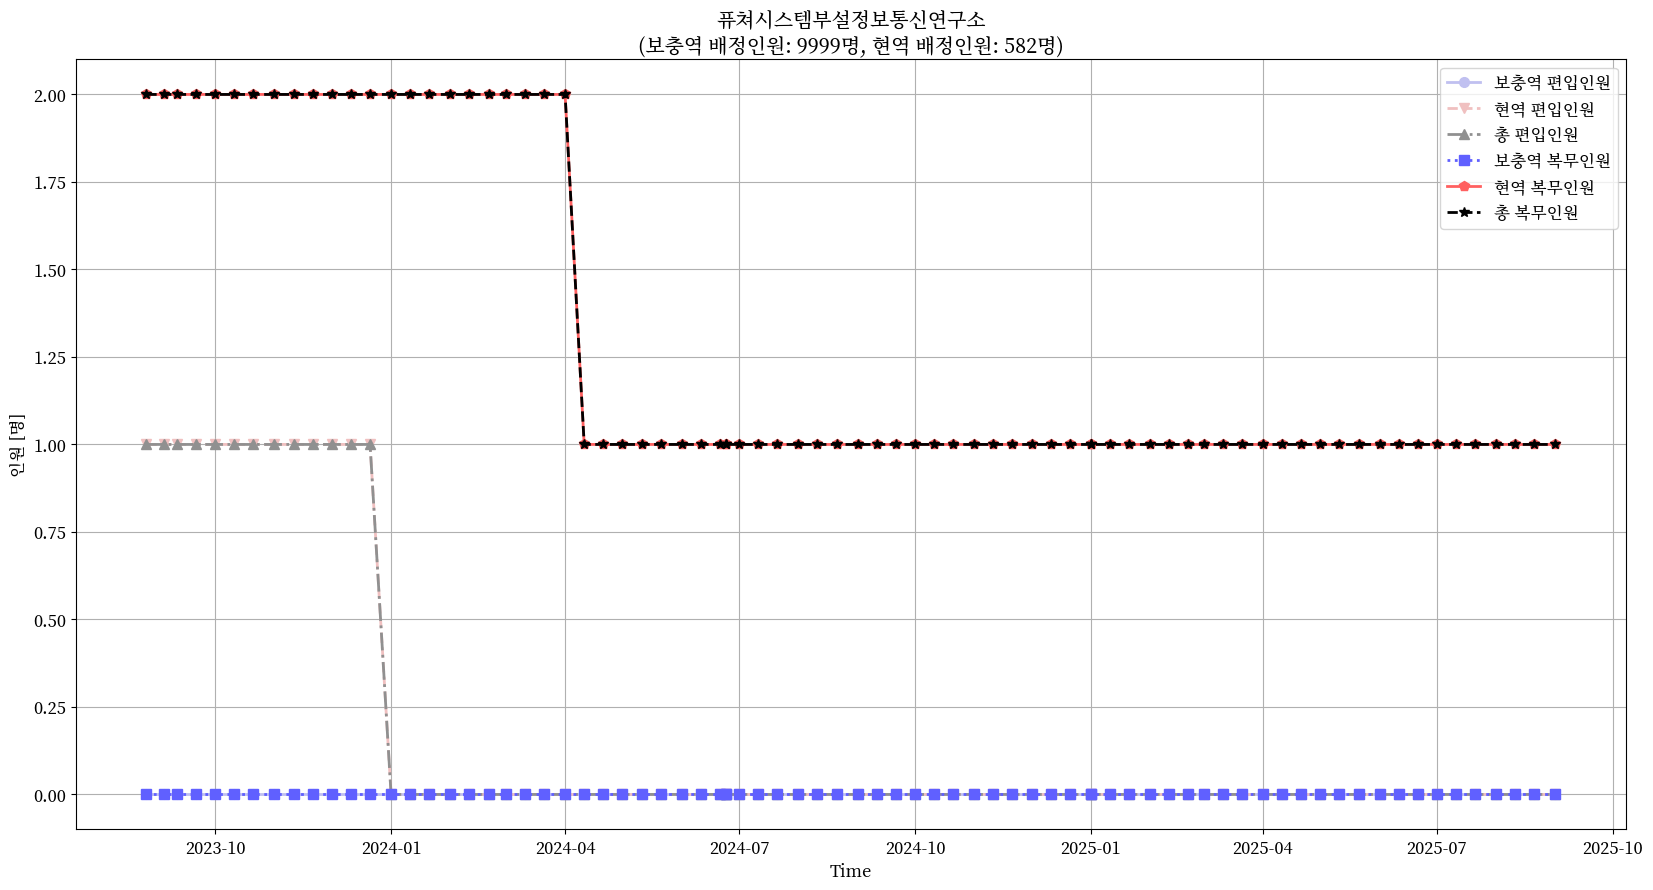 퓨쳐시스템부설정보통신연구소
(보충역 배정인원: 9999명, 현역 배정인원: 582명)
보충역 편입인원
현역 편입인원
총 편입인원
보충역 복무인원
현역 복무인원
총 복무인원
인원 [명]
2.00
1.75
1.50
1.25
1.00
0.75
0.50
0.25
0.00
2023-10
2024-01
2024-04
2024-07
2024-10
2025-01
2025-04
2025-07
2025-10
Time